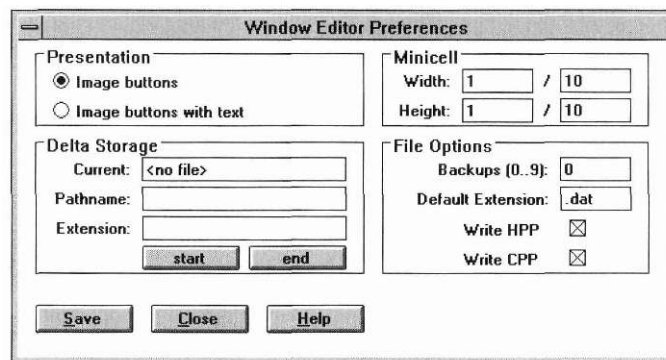 Window Editor Preferences
Presentation
Image buttons
Image buttons with text
Minicell
Width: 1 / 10
Height: 1 / 10
Delta Storage
Current: <no file>
Pathname:
Extension:
start end
File Options
Backups (0..9): 0
Default Extension: .dat
Write HPP
Write CPP
Save Close Help